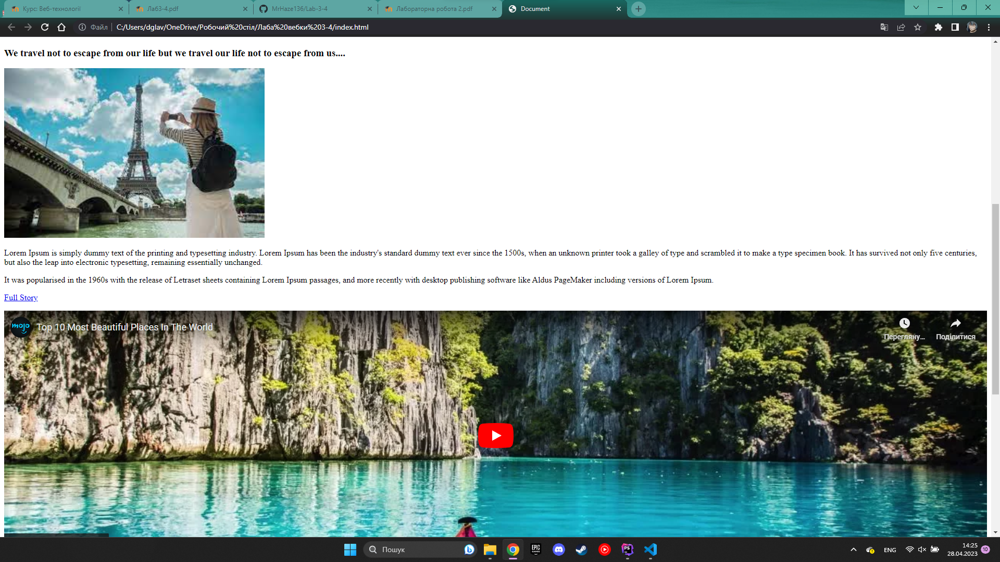 Курс: Веб-технології
Ла63-4.pdf
MrHaze136/Lab-3-4
Лабораторна робота 2.pdf
Document
Файл
C:/Users/dglav/OneDrive/Робочий%20стіл/Лаба%20вебки%203-4/index.html
We travel not to escape from our life but we travel our life not to escape from us....
Lorem Ipsum is simply dummy text of the printing and typesetting industry. Lorem Ipsum has been the industry's standard dummy text ever since the 1500s, when an unknown printer took a galley of type and scrambled it to make a type specimen book. It has survived not only five centuries,
but also the leap into electronic typesetting, remaining essentially unchanged.
It was popularised in the 1960s with the release of Letraset sheets containing Lorem Ipsum passages, and more recently with desktop publishing software like Aldus PageMaker including versions of Lorem Ipsum.
Full Story
mojo
Top 10 Most Beautiful Places In The World
Перегляну...
Поділитися
Пошук
EPIC GAMES
PS
ENG
14:25
28.04.2023
10